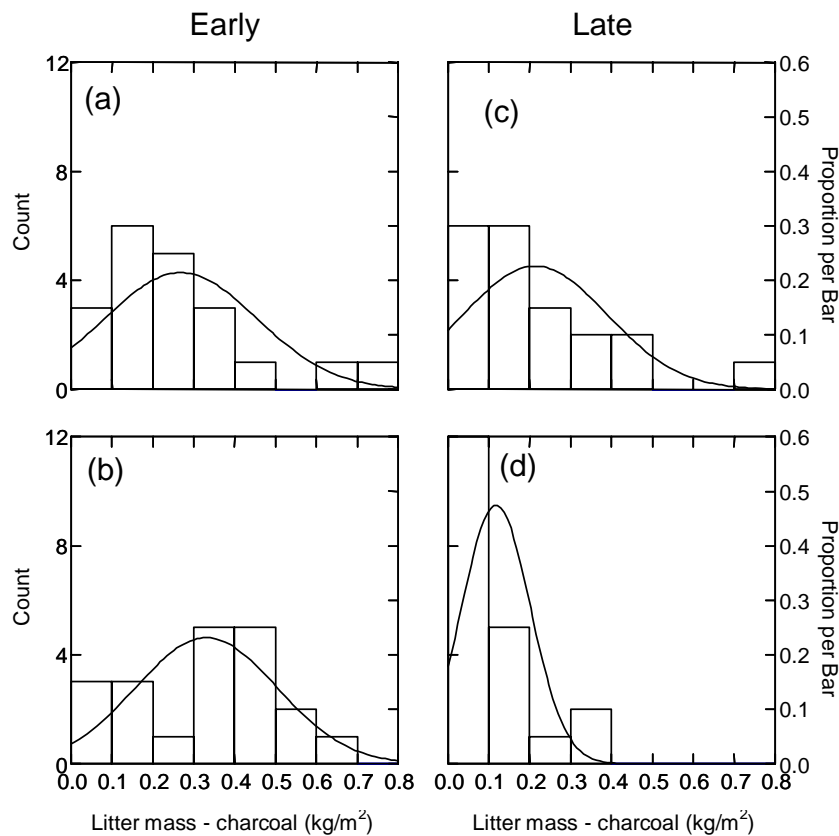 Early Late
12 0.6
(a) (c)
0.5
8 0.4
Count 0.3 Proportion per Bar
4 0.2
0.1
0 0.0
12 0.6
(b) (d)
0.5
8 0.4
Count 0.3 Proportion per Bar
4 0.2
0.1
0 0.0
0.0 0.1 0.2 0.3 0.4 0.5 0.6 0.7 0.8 0.0 0.1 0.2 0.3 0.4 0.5 0.6 0.7 0.8
Litter mass - charcoal (kg/m²) Litter mass - charcoal (kg/m²)